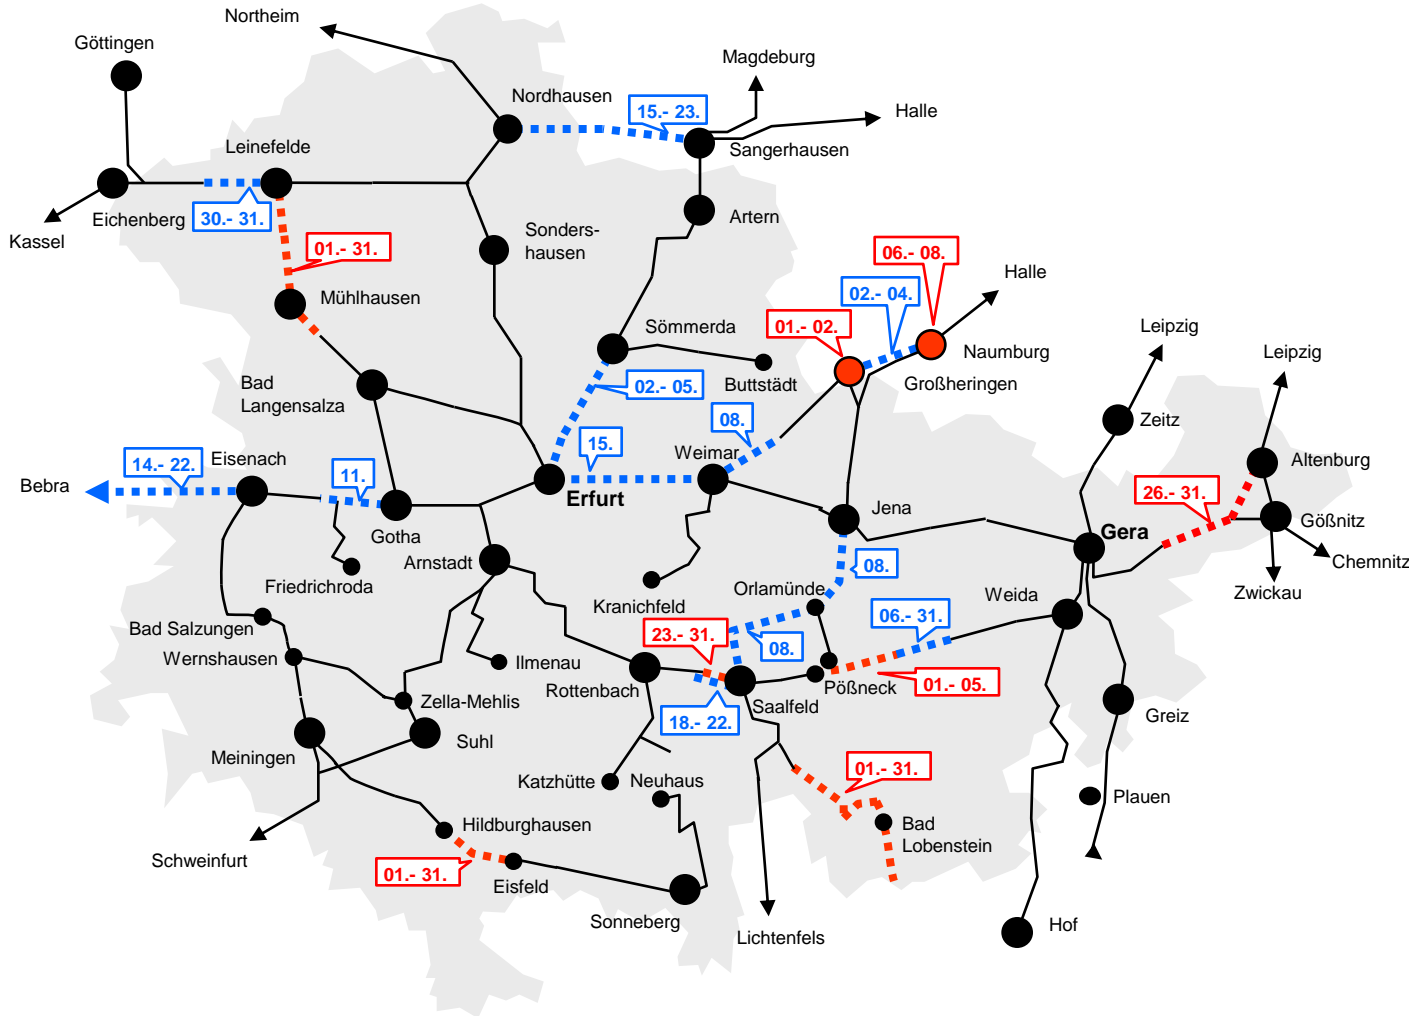 Northeim
Göttingen
Magdeburg
Nordhausen
15.- 23.
Halle
Leinefelde
Sangerhausen
Eichenberg
30.- 31.
Artern
Kassel
01.- 31.
Sonders-
hausen
06.- 08.
Halle
Mühlhausen
02.- 04.
01.- 02.
Sömmerda
Leipzig
Naumburg
Leipzig
Großheringen
Bad
Langensalza
02.- 05.
Buttstädt
08.
Zeitz
15.
Weimar
14.- 22.
Eisenach
11.
Altenburg
Bebra
Erfurt
26.- 31.
Gotha
Jena
Gera
Gößnitz
Arnstadt
08.
Chemnitz
Friedrichroda
Orlamünde
Weida
Zwickau
Kranichfeld
06.- 31.
Bad Salzungen
23.- 31.
08.
Wernshausen
Ilmenau
Rottenbach
Pößneck
01.- 05.
Zella-Mehlis
Saalfeld
18.- 22.
Greiz
Suhl
Meiningen
01.- 31.
Katzhütte
Neuhaus
Plauen
Hildburghausen
Bad
Lobenstein
Schweinfurt
01.- 31.
Eisfeld
Sonneberg
Hof
Lichtenfels